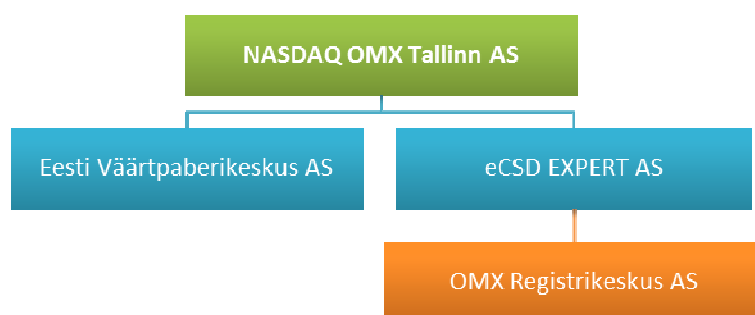 NASDAQ OMX Tallinn AS
Eesti Väärtpaberikeskus AS
eCSD EXPERT AS
OMX Registrikeskus AS